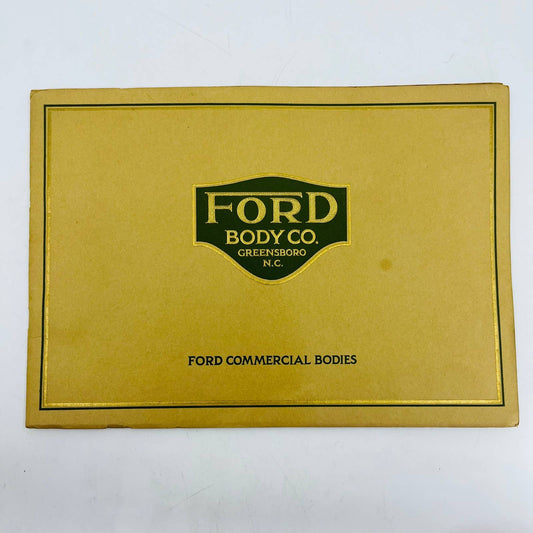 FORD
BODY CO.
GREENSBORO
N.C.
FORD COMMERCIAL BODIES